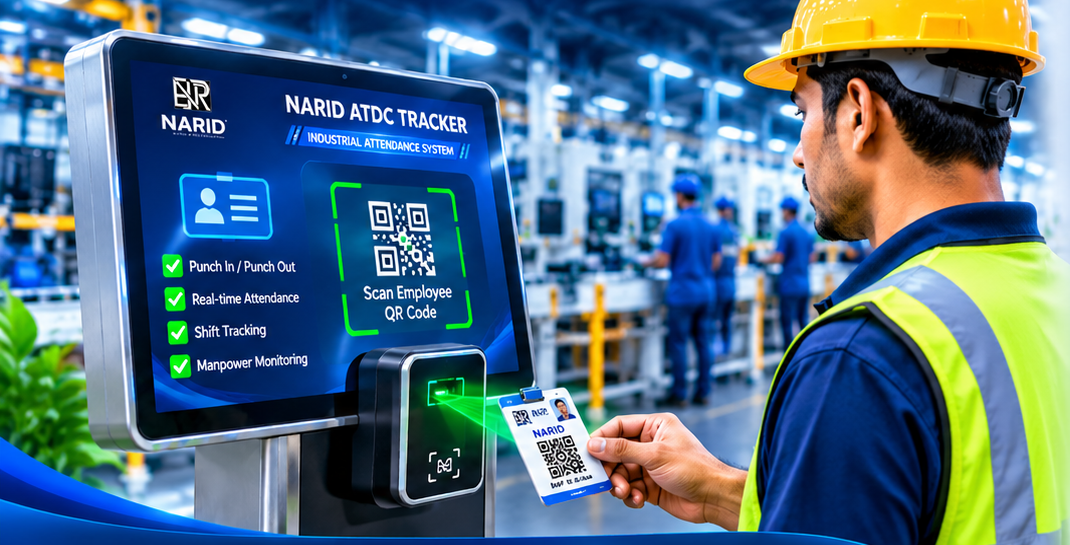 NARID
NARID ATDC TRACKER
INDUSTRIAL ATTENDANCE SYSTEM
Punch In / Punch Out
Real-time Attendance
Shift Tracking
Manpower Monitoring
Scan Employee
QR Code
NARID